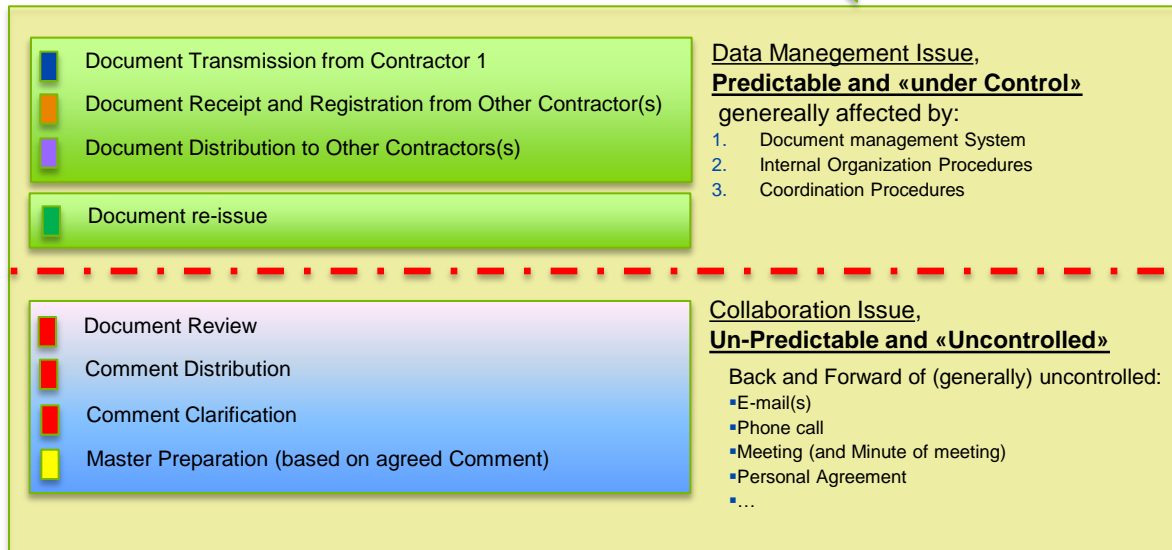 Document Transmission from Contractor 1
Document Receipt and Registration from Other Contractor(s)
Document Distribution to Other Contractors(s)
Document re-issue
Data Manegement Issue,
Predictable and «under Control»
genereally affected by:
1. Document management System
2. Internal Organization Procedures
3. Coordination Procedures
Document Review
Comment Distribution
Comment Clarification
Master Preparation (based on agreed Comment)
Collaboration Issue,
Un-Predictable and «Uncontrolled»
Back and Forward of (generally) uncontrolled:
▪E-mail(s)
▪Phone call
▪Meeting (and Minute of meeting)
▪Personal Agreement
▪…